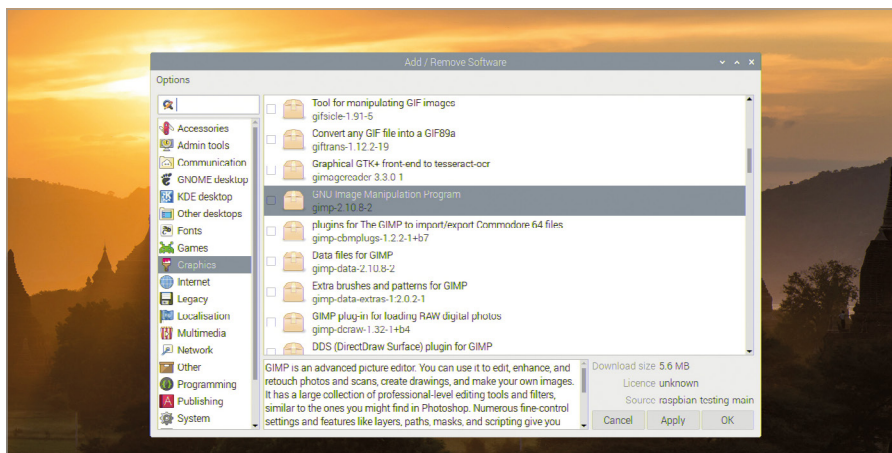 Add / Remove Software
Options
Accessories
Admin tools
Communication
GNOME desktop
KDE desktop
Other desktops
Fonts
Games
Graphics
Internet
Legacy
Localisation
Multimedia
Network
Other
Programming
Publishing
System
Tool for manipulating GIF images
gifsicle-1.91-5
Convert any GIF file into a GIF89a
giftrans-1.12.2-19
Graphical GTK+ front-end to tesseract-ocr
gimagereader 3.3.0 1
GNU Image Manipulation Program
gimp-2.10.8-2
plugins for The GIMP to import/export Commodore 64 files
gimp-cbmplugs-1.2.2-1+b7
Data files for GIMP
gimp-data-2.10.8-2
Extra brushes and patterns for GIMP
gimp-data-extras-1:2.0.2-1
GIMP plug-in for loading RAW digital photos
gimp-dcraw-1.32-1+b4
DDS (DirectDraw Surface) plugin for GIMP
GIMP is an advanced picture editor. You can use it to edit, enhance, and
retouch photos and scans, create drawings, and make your own images.
It has a large collection of professional-level editing tools and filters,
similar to the ones you might find in Photoshop. Numerous fine-control
settings and features like layers, paths, masks, and scripting give you
Download size 5.6 MB
Licence unknown
Source raspbian testing main
Cancel
Apply
OK